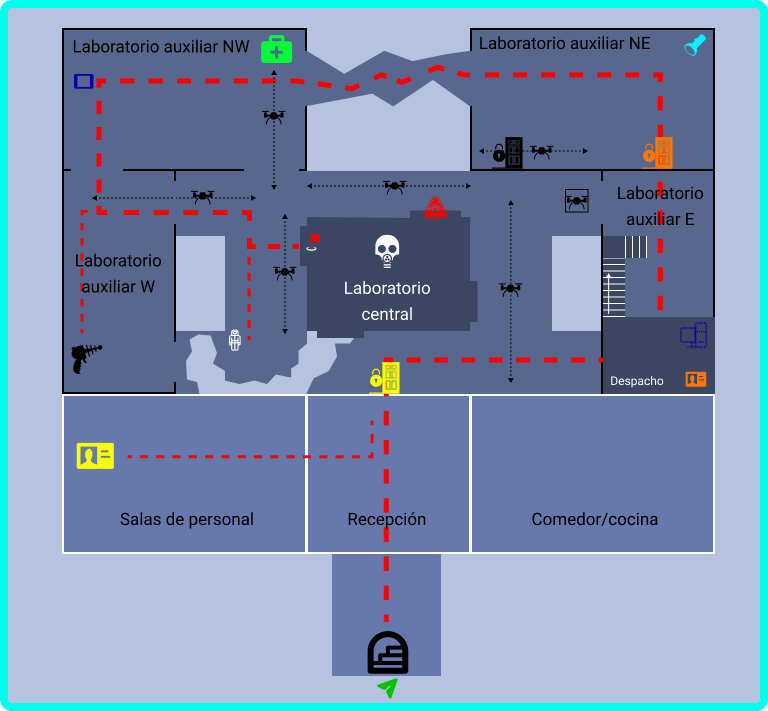 Laboratorio auxiliar NW
Laboratorio auxiliar NE
Laboratorio
auxiliar E
Laboratorio
auxiliar W
Laboratorio
central
Despacho
Salas de personal
Recepción
Comedor/cocina